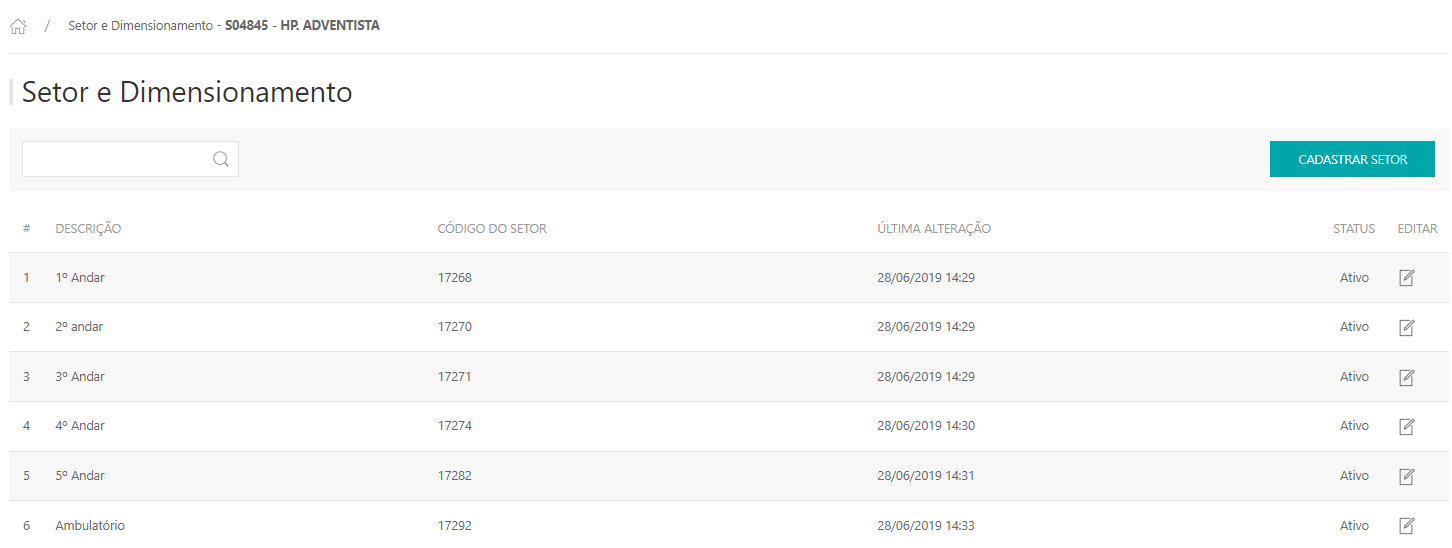 / Setor e Dimensionamento - S04845 - HP. ADVENTISTA
Setor e Dimensionamento
CADASTRAR SETOR
# DESCRIÇÃO CÓDIGO DO SETOR ÚLTIMA ALTERAÇÃO STATUS EDITAR
1 1º Andar 17268 28/06/2019 14:29 Ativo
2 2º andar 17270 28/06/2019 14:29 Ativo
3 3º Andar 17271 28/06/2019 14:29 Ativo
4 4º Andar 17274 28/06/2019 14:30 Ativo
5 5º Andar 17282 28/06/2019 14:31 Ativo
6 Ambulatório 17292 28/06/2019 14:33 Ativo